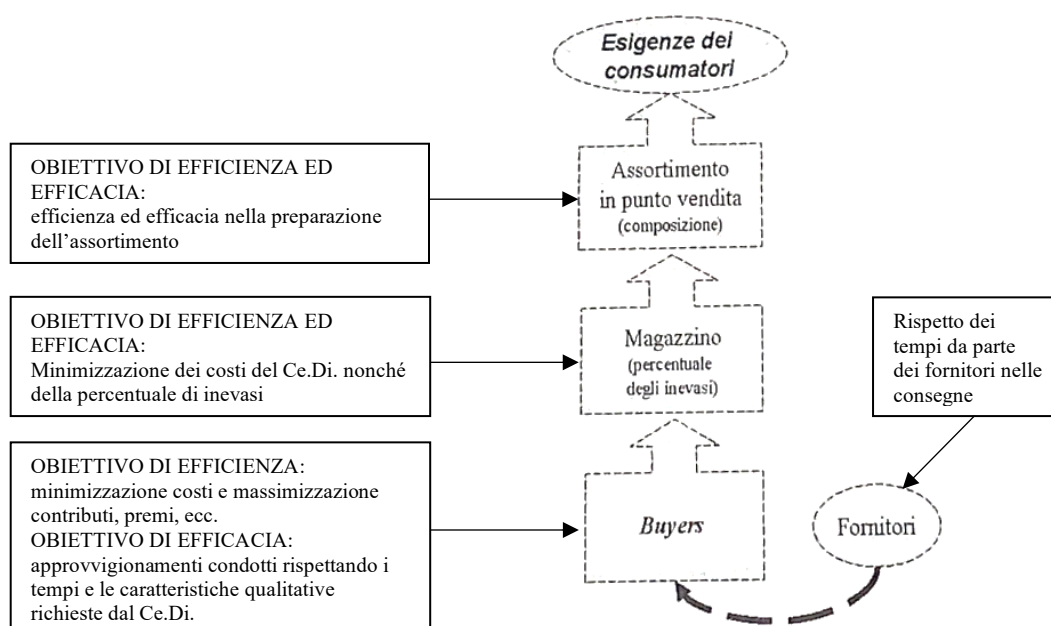 Esigenze dei
consumatori
OBIETTIVO DI EFFICIENZA ED
EFFICACIA:
efficienza ed efficacia nella preparazione
dell’assortimento
Assortimento
in punto vendita
(composizione)
OBIETTIVO DI EFFICIENZA ED
EFFICACIA:
Minimizzazione dei costi del Ce.Di. nonché
della percentuale di inevasi
Magazzino
(percentuale
degli inevasi)
Rispetto dei
tempi da parte
dei fornitori nelle
consegne
OBIETTIVO DI EFFICIENZA:
minimizzazione costi e massimizzazione
contributi, premi, ecc.
OBIETTIVO DI EFFICACIA:
approvvigionamenti condotti rispettando i
tempi e le caratteristiche qualitative
richieste dal Ce.Di.
Buyers
Fornitori